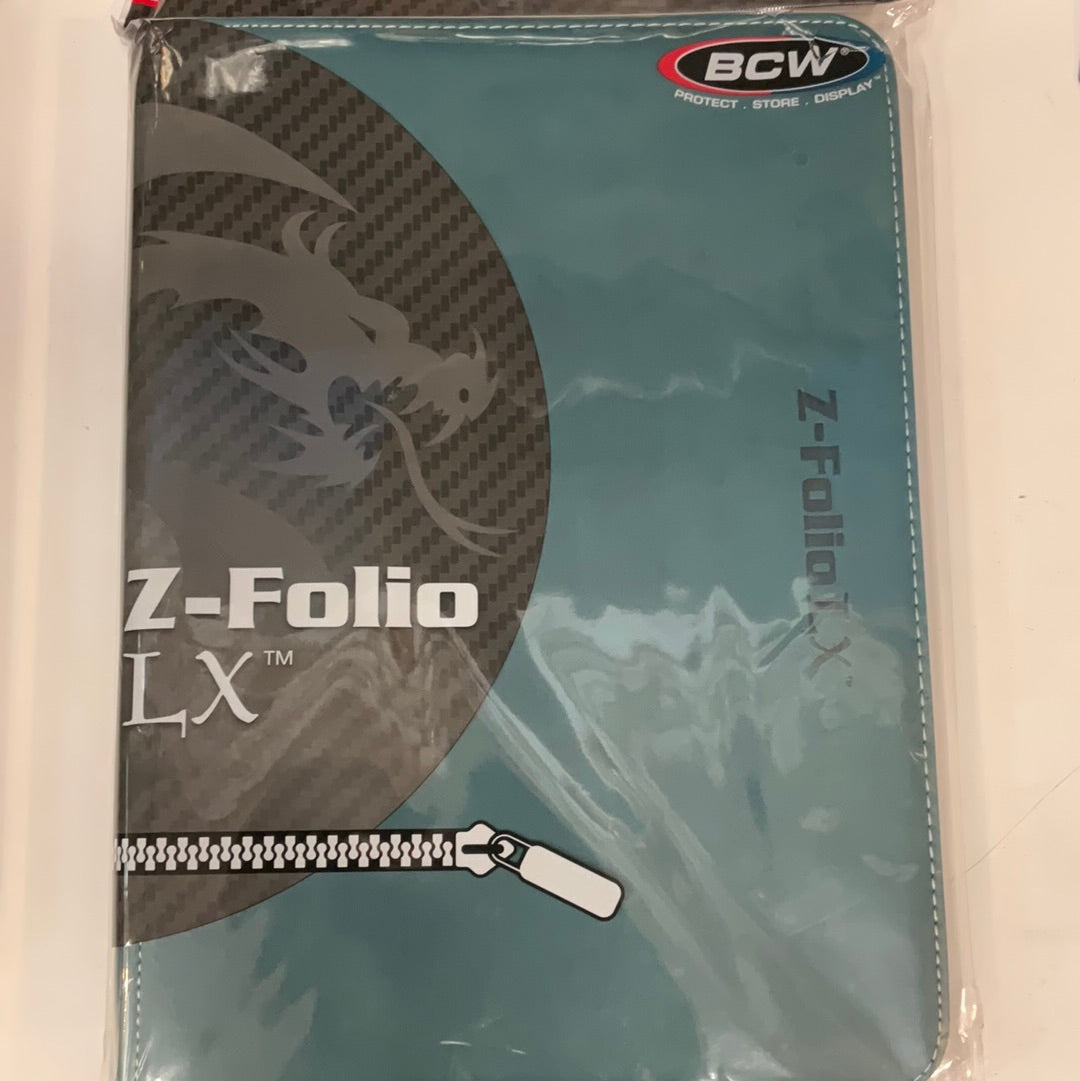 BCW®
PROTECT . STORE . DISPLAY
Z-Folio LX™
Z-Folio
LX™